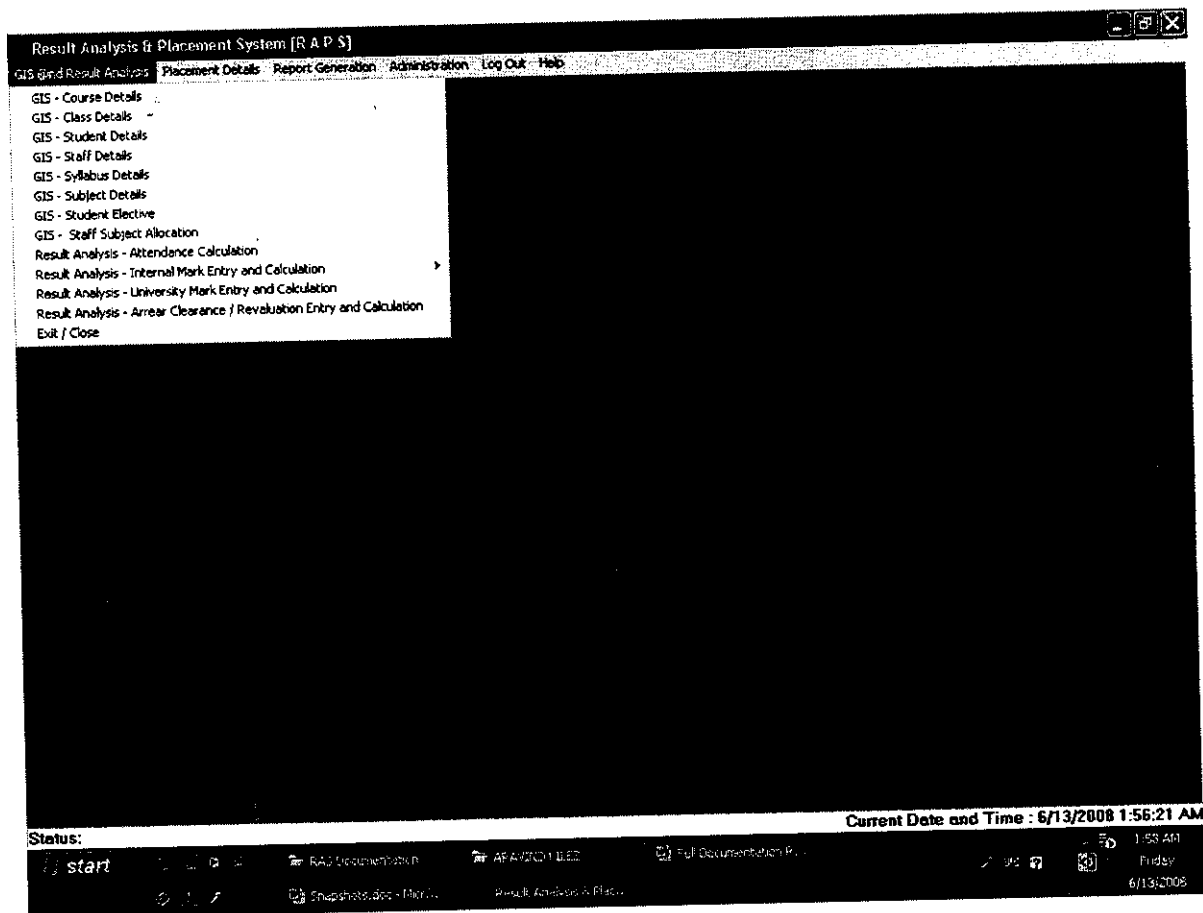 Result Analysis & Placement System [R A P S]
GIS and Result Analysis Placement Details Report Generation Administration Log Out Help
GIS - Course Details
GIS - Class Details
GIS - Student Details
GIS - Staff Details
GIS - Syllabus Details
GIS - Subject Details
GIS - Student Elective
GIS - Staff Subject Allocation
Result Analysis - Attendance Calculation
Result Analysis - Internal Mark Entry and Calculation
Result Analysis - University Mark Entry and Calculation
Result Analysis - Arrear Clearance / Revaluation Entry and Calculation
Exit / Close
Current Date and Time : 6/13/2008 1:56:21 AM
Status:
start RAS Documentation Full Documentation
Friday
Snapshots.doc - Micr... Result Analysis & Plac...
6/13/2008